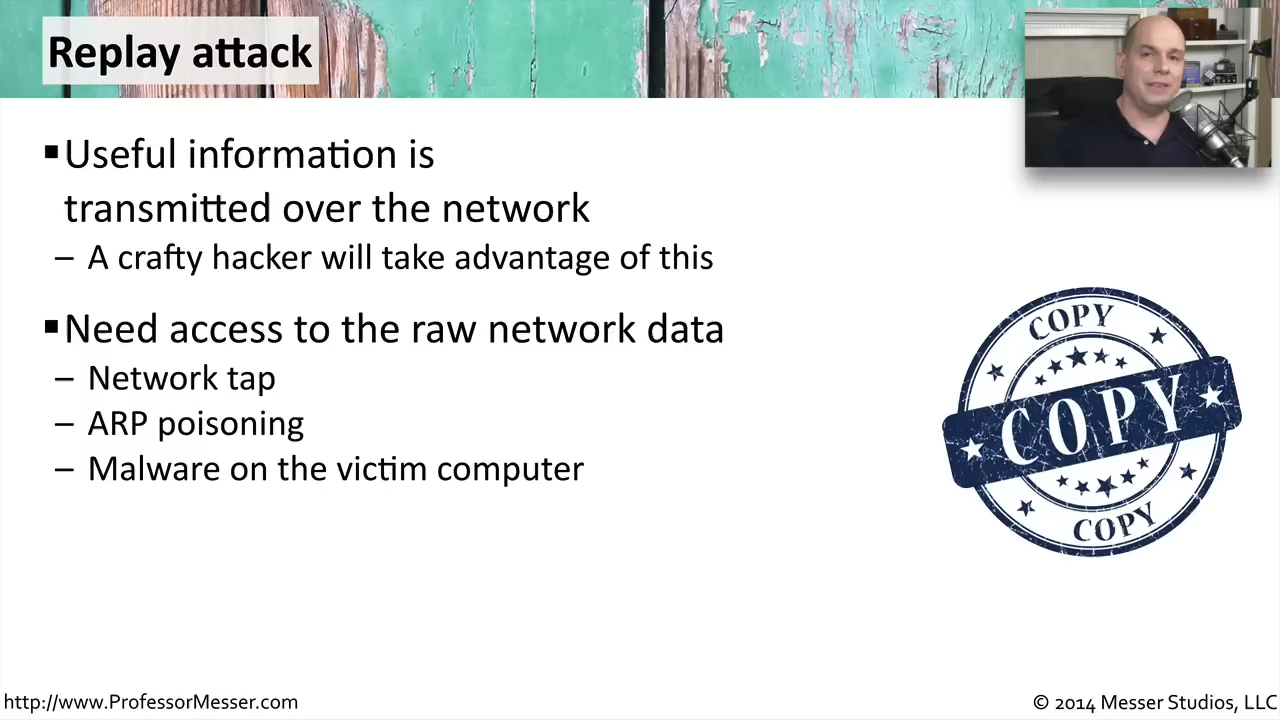 Replay attack
▪Useful information is
transmitted over the network
– A crafty hacker will take advantage of this
▪Need access to the raw network data
– Network tap
– ARP poisoning
– Malware on the victim computer
COPY
COPY
COPY
http://www.ProfessorMesser.com
© 2014 Messer Studios, LLC